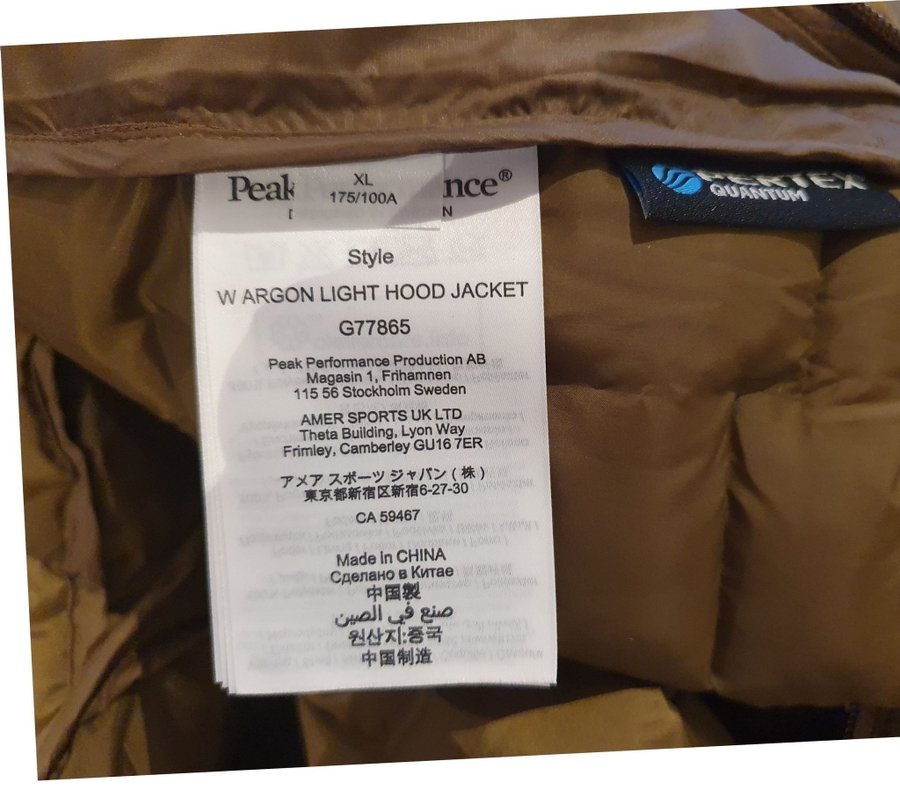 Peak nce®
XL
175/100A
N
Style
W ARGON LIGHT HOOD JACKET
G77865
Peak Performance Production AB
Magasin 1, Frihamnen
115 56 Stockholm Sweden
AMER SPORTS UK LTD
Theta Building, Lyon Way
Frimley, Camberley GU16 7ER
アメア スポーツ ジャパン ( 株 )
東京都新宿区新宿6-27-30
CA 59467
Made in CHINA
Сделано в Китае
中国製
صنع في الصين
원산지:중국
中国制造
PERTEX
QUANTUM